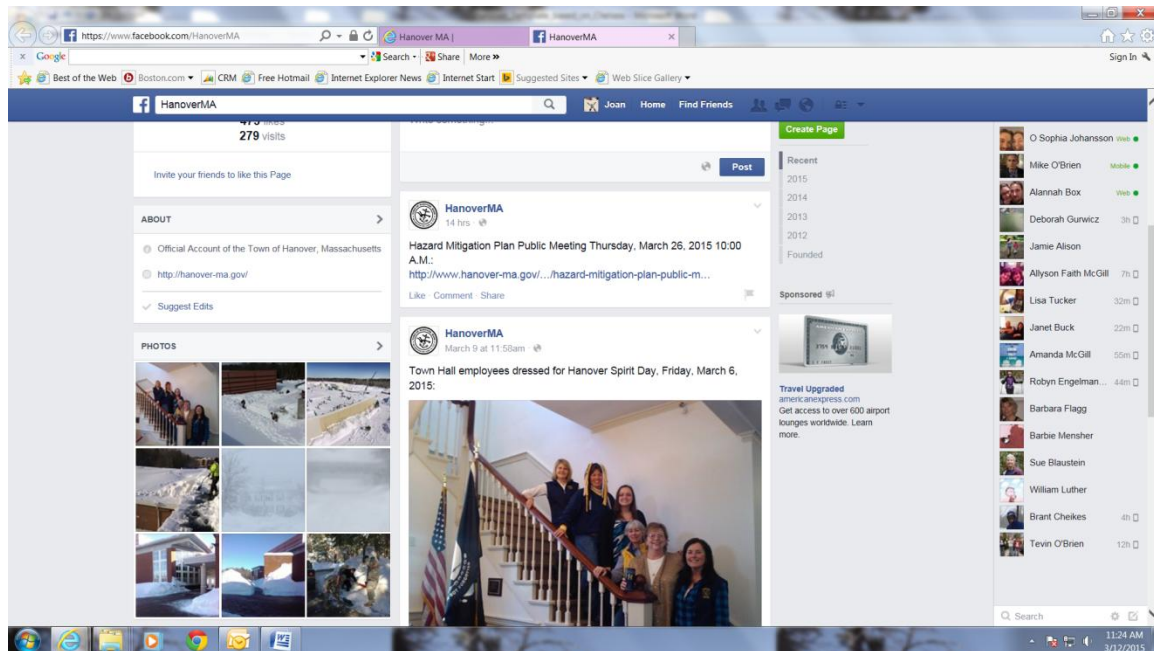 https://www.facebook.com/HanoverMA
Hanover MA |
HanoverMA
x Google
Search
Share
More »
Sign In
Best of the Web
Boston.com
CRM
Free Hotmail
Internet Explorer News
Internet Start
Suggested Sites
Web Slice Gallery
HanoverMA
Joan Home Find Friends
475 likes
279 visits
Invite your friends to like this Page
ABOUT
Official Account of the Town of Hanover, Massachusetts
http://hanover-ma.gov/
Suggest Edits
PHOTOS
Write something...
Post
HanoverMA
14 hrs ·
Hazard Mitigation Plan Public Meeting Thursday, March 26, 2015 10:00
A.M.:
http://www.hanover-ma.gov/.../hazard-mitigation-plan-public-m...
Like · Comment · Share
HanoverMA
March 9 at 11:58am ·
Town Hall employees dressed for Hanover Spirit Day, Friday, March 6,
2015:
Create Page
Recent
2015
2014
2013
2012
Founded
Sponsored
Travel Upgraded
americanexpress.com
Get access to over 600 airport
lounges worldwide. Learn
more.
O Sophia Johansson Web
Mike O'Brien Mobile
Alannah Box Web
Deborah Gurwicz 3h
Jamie Alison
Allyson Faith McGill 7h
Lisa Tucker 32m
Janet Buck 22m
Amanda McGill 55m
Robyn Engelman... 44m
Barbara Flagg
Barbie Mensher
Sue Blaustein
William Luther
Brant Cheikes 4h
Tevin O'Brien 12h
Search
11:24 AM
3/12/2015